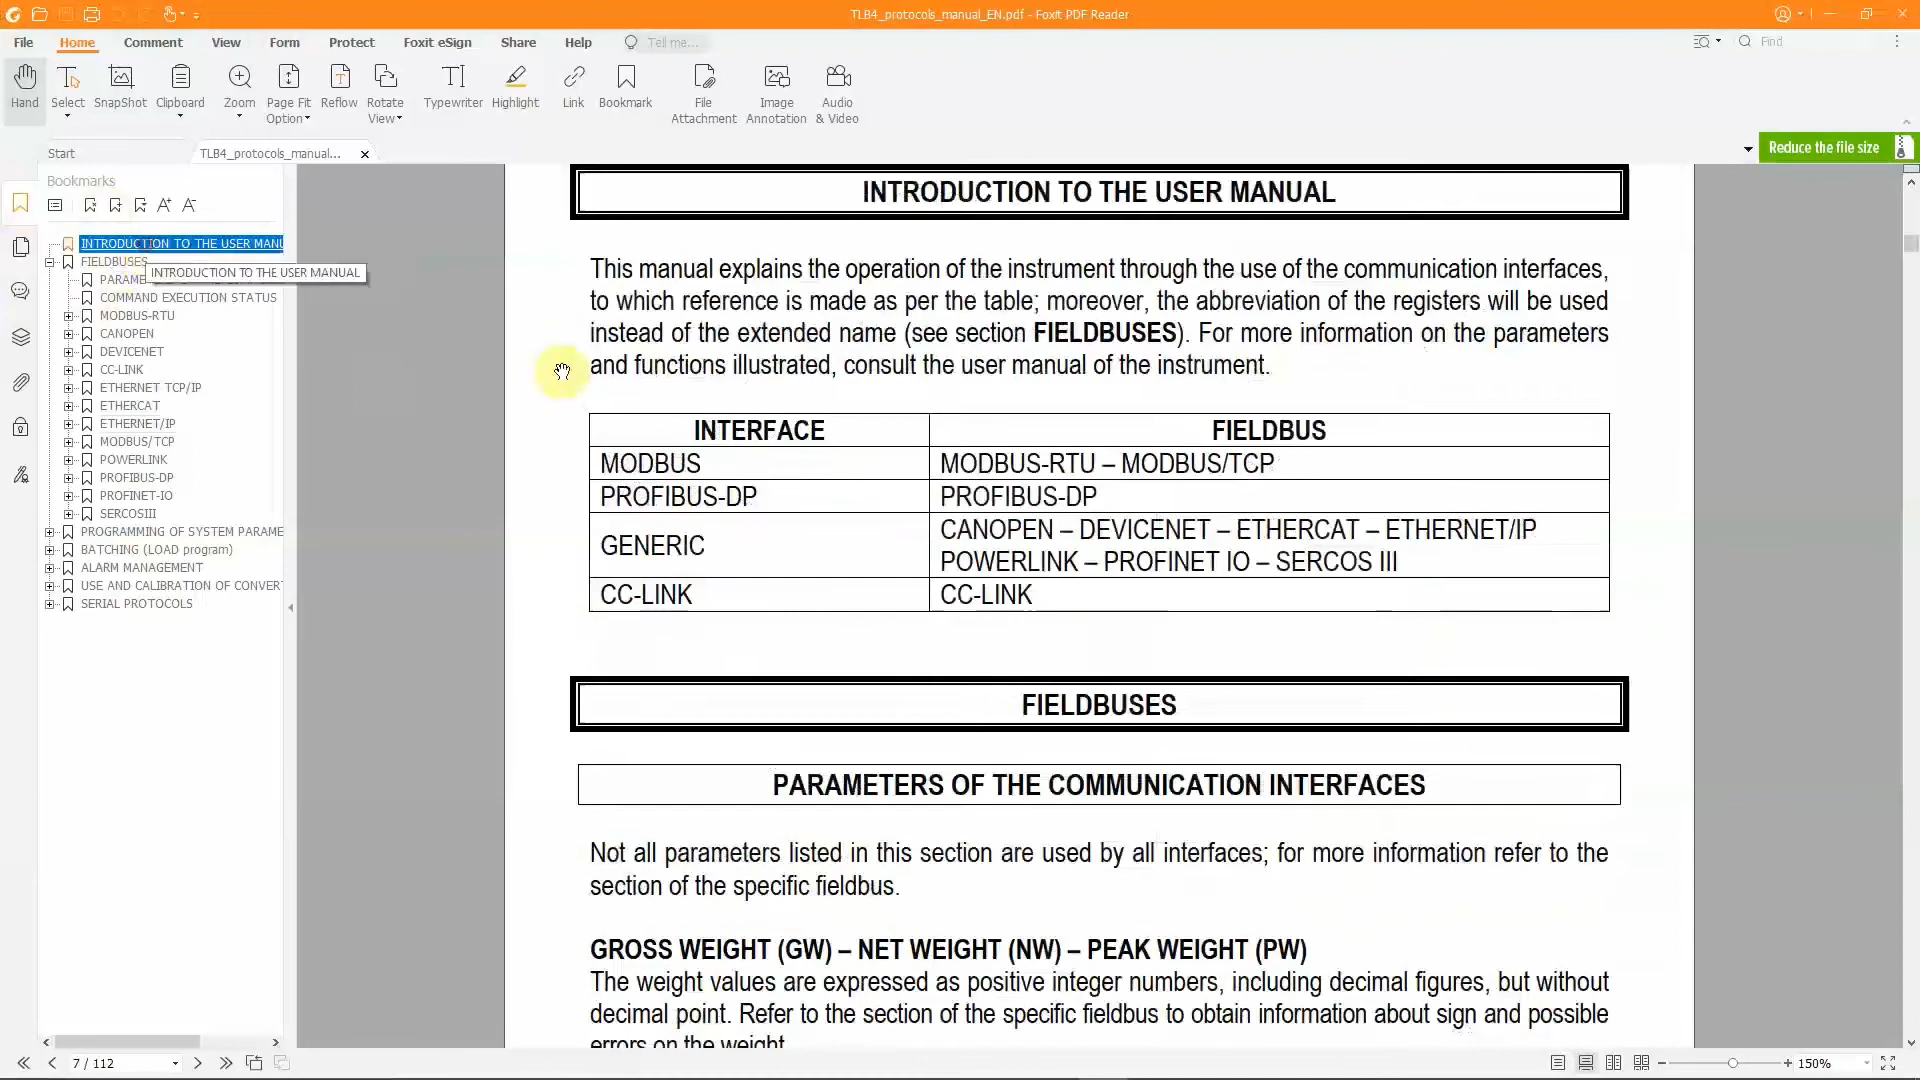 TLB4_protocols_manual_EN.pdf - Foxit PDF Reader
File Home Comment View Form Protect Foxit eSign Share Help Tell me... Find
Hand Select SnapShot Clipboard Zoom Page Fit Option Reflow Rotate View Typewriter Highlight Link Bookmark File Attachment Image Annotation Audio & Video
Start TLB4_protocols_manual... Reduce the file size
Bookmarks
INTRODUCTION TO THE USER MANU
FIELDBUSES
INTRODUCTION TO THE USER MANUAL
PARAME
COMMAND EXECUTION STATUS
MODBUS-RTU
CANOPEN
DEVICENET
CC-LINK
ETHERNET TCP/IP
ETHERCAT
ETHERNET/IP
MODBUS/TCP
POWERLINK
PROFIBUS-DP
PROFINET-IO
SERCOSIII
PROGRAMMING OF SYSTEM PARAME
BATCHING (LOAD program)
ALARM MANAGEMENT
USE AND CALIBRATION OF CONVERT
SERIAL PROTOCOLS
INTRODUCTION TO THE USER MANUAL
This manual explains the operation of the instrument through the use of the communication interfaces,
to which reference is made as per the table; moreover, the abbreviation of the registers will be used
instead of the extended name (see section FIELDBUSES). For more information on the parameters
and functions illustrated, consult the user manual of the instrument.
INTERFACE FIELDBUS
MODBUS MODBUS-RTU – MODBUS/TCP
PROFIBUS-DP PROFIBUS-DP
GENERIC CANOPEN – DEVICENET – ETHERCAT – ETHERNET/IP
POWERLINK – PROFINET IO – SERCOS III
CC-LINK CC-LINK
FIELDBUSES
PARAMETERS OF THE COMMUNICATION INTERFACES
Not all parameters listed in this section are used by all interfaces; for more information refer to the
section of the specific fieldbus.
GROSS WEIGHT (GW) – NET WEIGHT (NW) – PEAK WEIGHT (PW)
The weight values are expressed as positive integer numbers, including decimal figures, but without
decimal point. Refer to the section of the specific fieldbus to obtain information about sign and possible
errors on the weight.
7 / 112 150%